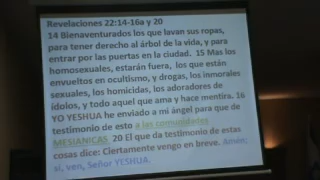 Revelaciones 22:14-16a y 20
14 Bienaventurados los que lavan sus ropas,
para tener derecho al árbol de la vida, y para
entrar por las puertas en la ciudad. 15 Mas los
homosexuales, estarán fuera, los que están
envueltos en ocultismo, y drogas, los inmorales
sexuales, los homicidas, los adoradores de
ídolos, y todo aquel que ama y hace mentira. 16
YO YESHUA he enviado a mi ángel para que de
testimonio de esto a las comunidades
MESIANICAS 20 El que da testimonio de estas
cosas dice: Ciertamente vengo en breve. Amén;
sí, ven, Señor YESHUA.